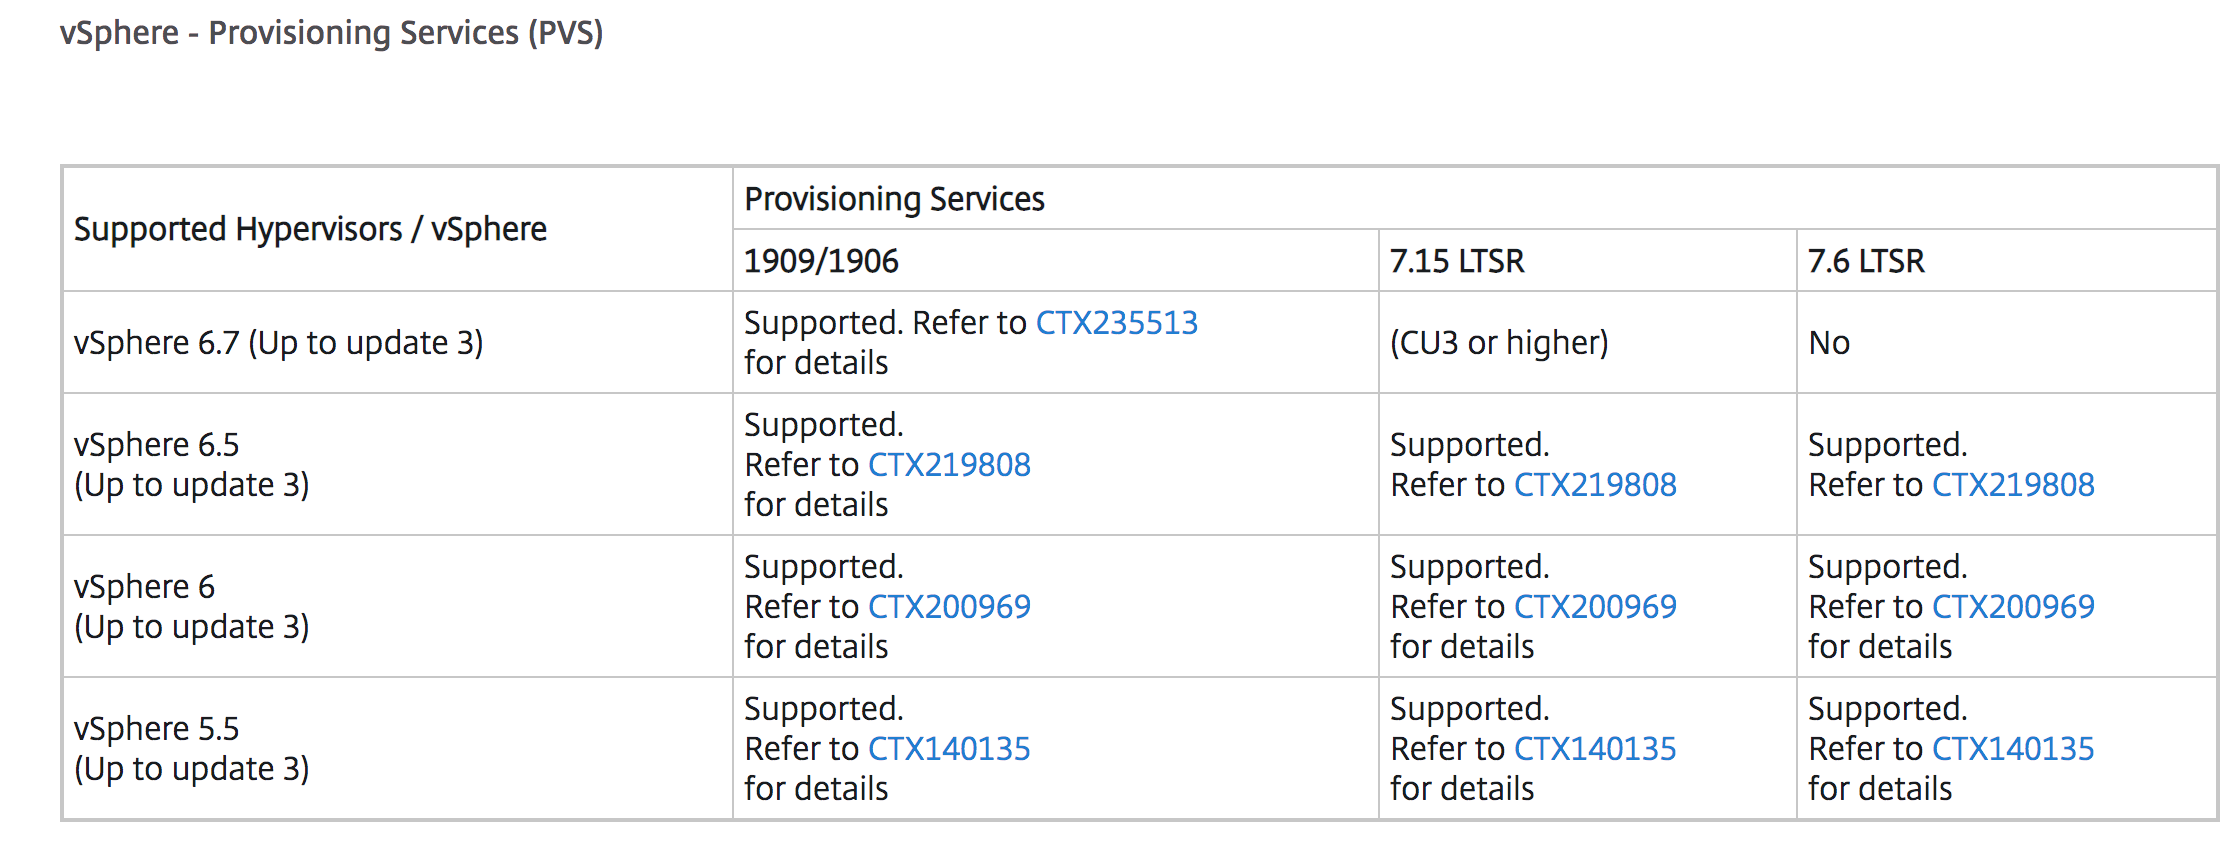 vSphere - Provisioning Services (PVS)
Supported Hypervisors / vSphere
Provisioning Services
1909/1906
7.15 LTSR
7.6 LTSR
vSphere 6.7 (Up to update 3)
Supported. Refer to CTX235513
for details
(CU3 or higher)
No
vSphere 6.5
(Up to update 3)
Supported.
Refer to CTX219808
for details
Supported.
Refer to CTX219808
Supported.
Refer to CTX219808
vSphere 6
(Up to update 3)
Supported.
Refer to CTX200969
for details
Supported.
Refer to CTX200969
for details
Supported.
Refer to CTX200969
for details
vSphere 5.5
(Up to update 3)
Supported.
Refer to CTX140135
for details
Supported.
Refer to CTX140135
for details
Supported.
Refer to CTX140135
for details